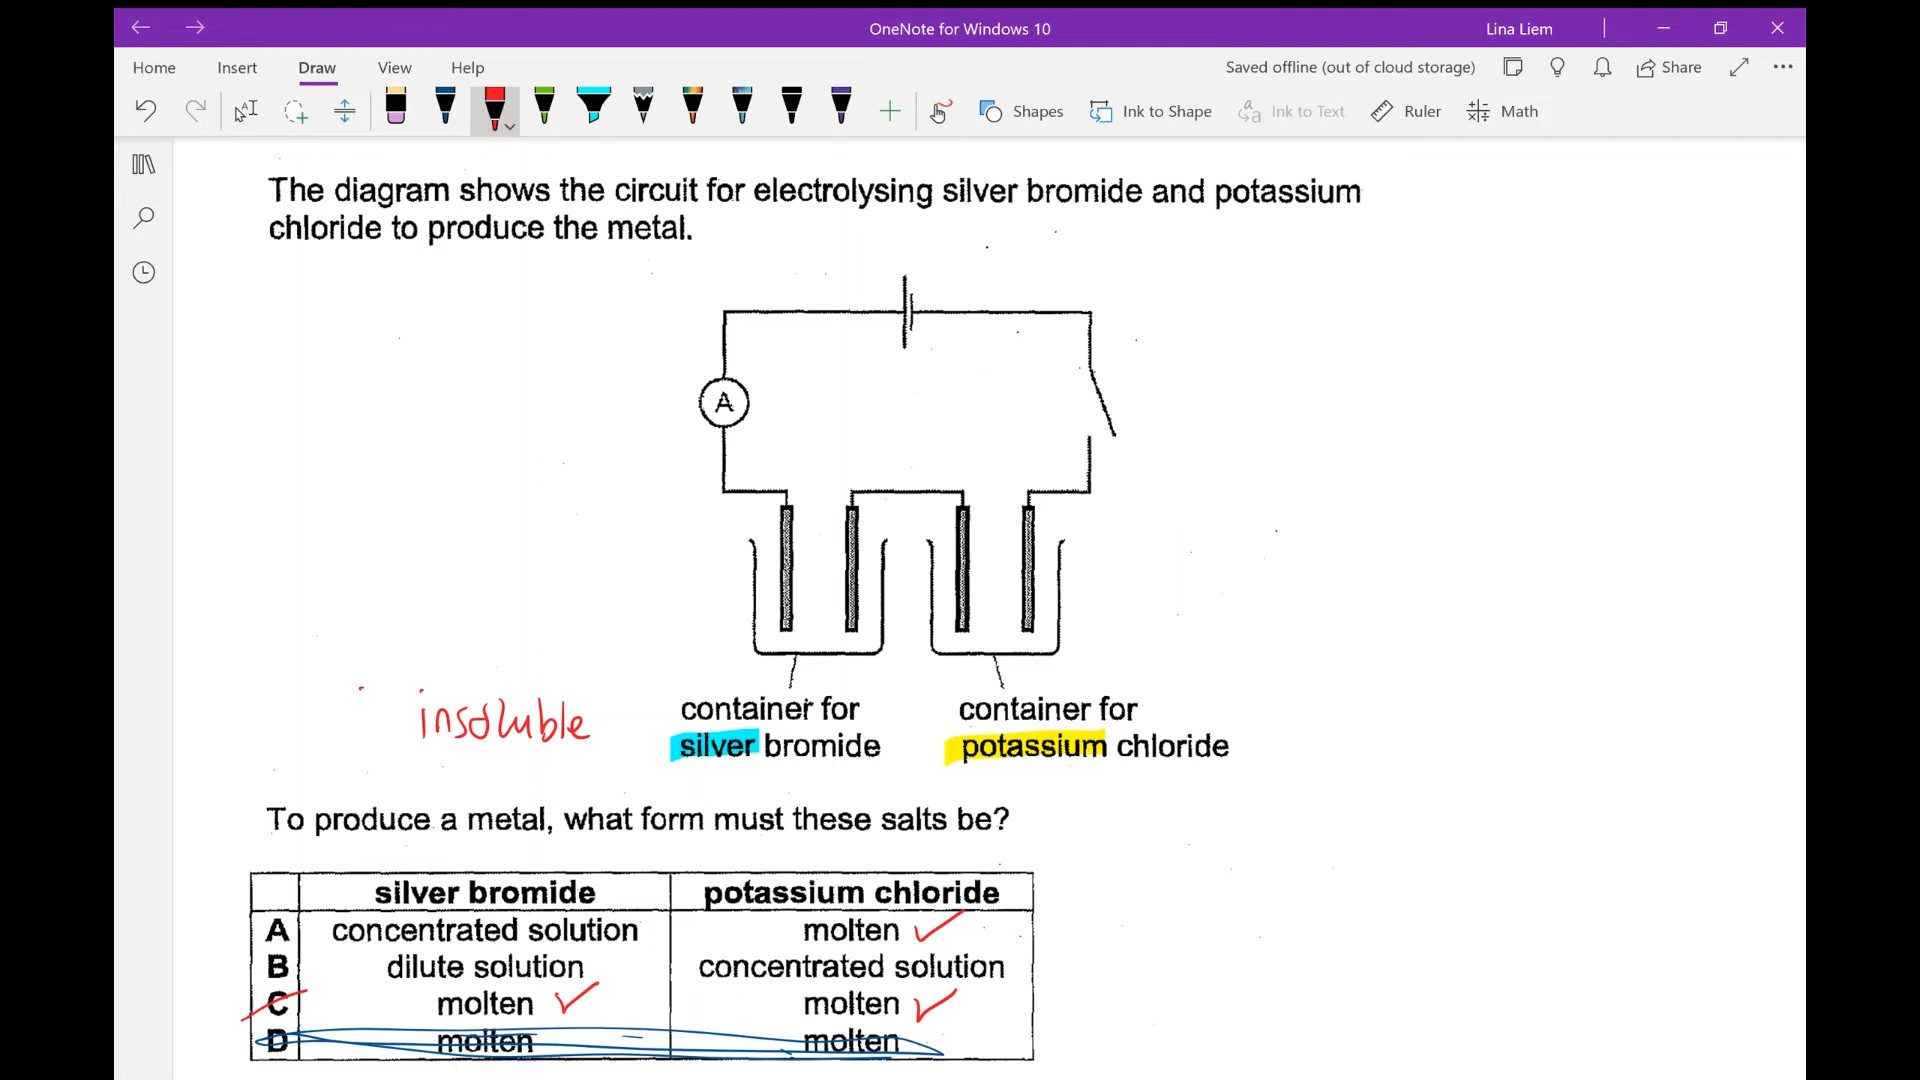 OneNote for Windows 10
Lina Liem
Home Insert Draw View Help
Saved offline (out of cloud storage) Share
Shapes Ink to Shape Ink to Text Ruler Math
The diagram shows the circuit for electrolysing silver bromide and potassium
chloride to produce the metal.
A
insoluble
container for
silver bromide
container for
potassium chloride
To produce a metal, what form must these salts be?
silver bromide potassium chloride
A concentrated solution molten
B dilute solution concentrated solution
C molten molten
D molten molten